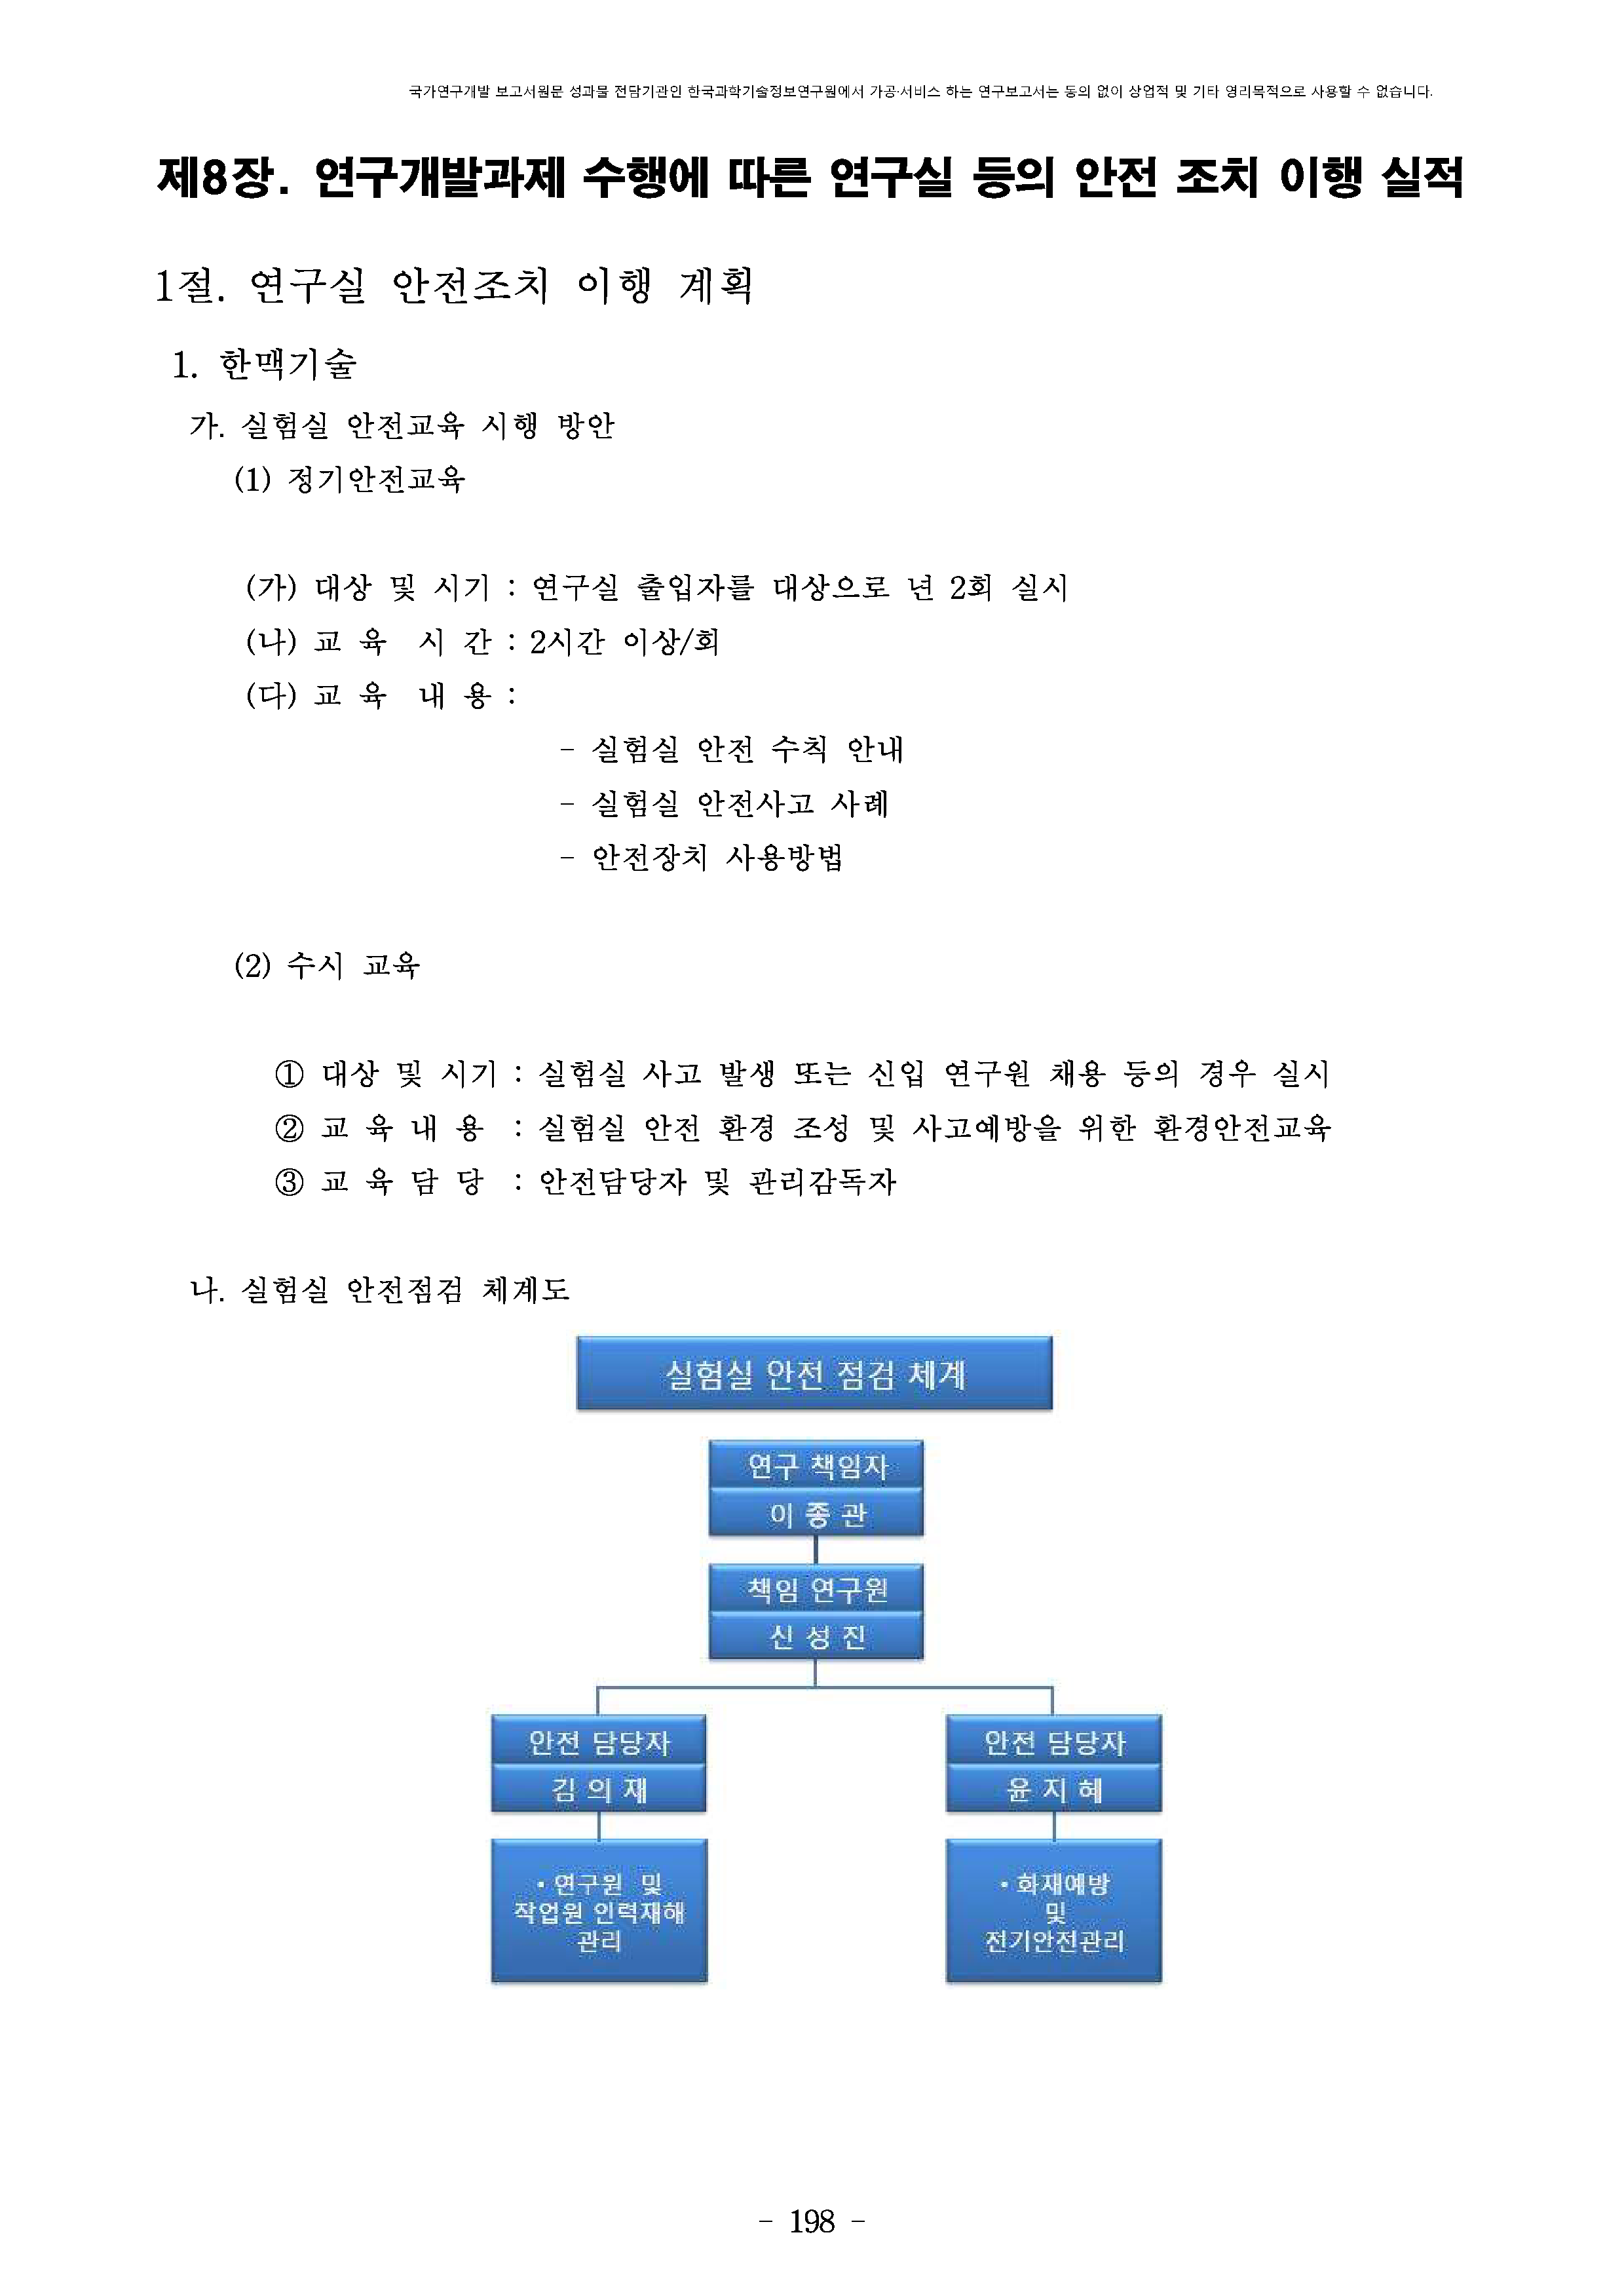 국가연구개발 보고서원문 성과물 전담기관인 한국과학기술정보연구원에서 가공·서비스 하는 연구보고서는 동의 없이 상업적 및 기타 영리목적으로 사용할 수 없습니다.
제8장. 연구개발과제 수행에 따른 연구실 등의 안전 조치 이행 실적
1절. 연구실 안전조치 이행 계획
1. 한맥기술
가. 실험실 안전교육 시행 방안
(1) 정기안전교육
(가) 대상 및 시기 : 연구실 출입자를 대상으로 년 2회 실시
(나) 교 육 시 간 : 2시간 이상/회
(다) 교 육 내 용 :
- 실험실 안전 수칙 안내
- 실험실 안전사고 사례
- 안전장치 사용방법
(2) 수시 교육
① 대상 및 시기 : 실험실 사고 발생 또는 신입 연구원 채용 등의 경우 실시
② 교 육 내 용 : 실험실 안전 환경 조성 및 사고예방을 위한 환경안전교육
③ 교 육 담 당 : 안전담당자 및 관리감독자
나. 실험실 안전점검 체계도
실험실 안전 점검 체계
연구 책임자
이 종 관
책임 연구원
신 성 진
안전 담당자
김 의 재
• 연구원 및
작업원 인력재해
관리
안전 담당자
윤 지 혜
• 화재예방
및
전기안전관리
- 198 -